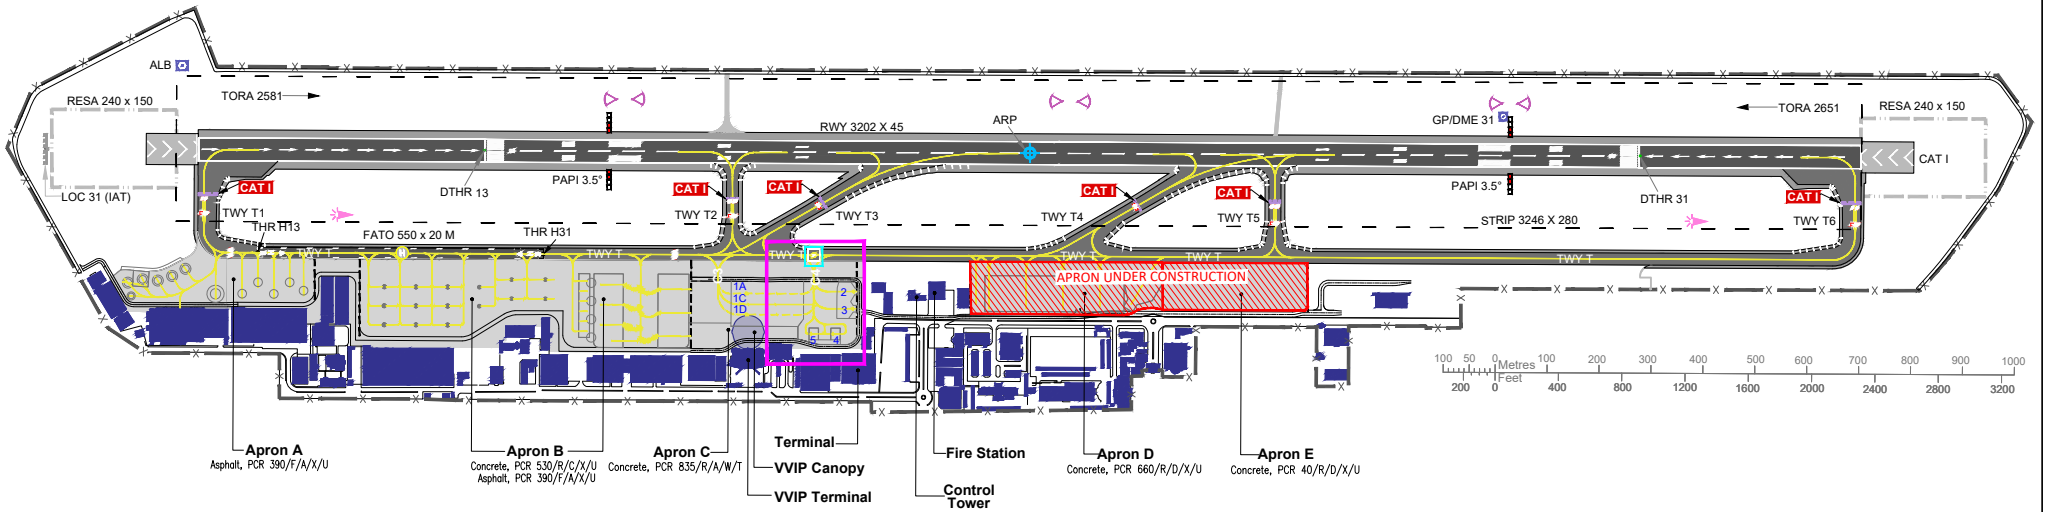 ALB
RESA 240 x 150
TORA 2581
RWY 3202 X 45
ARP
GP/DME 31
TORA 2651
RESA 240 x 150
CAT I
LOC 31 (IAT)
CAT I
DTHR 13
PAPI 3.5°
CAT I
CAT I
CAT I
CAT I
PAPI 3.5°
DTHR 31
CAT I
TWY T1
THR H13
FATO 550 x 20 M
THR H31
TWY T2
TWY T3
TWY T4
TWY T5
STRIP 3246 X 280
TWY T6
TWY T
TWY T
TWY T
TWY T
TWY T
TWY T
H
APRON UNDER CONSTRUCTION
1A
1C
1D
2
3
5
4
100 50 0 100 200 300 400 500 600 700 800 900 1000
Metres
Feet
200 0 400 800 1200 1600 2000 2400 2800 3200
Apron A
Asphalt, PCR 390/F/A/X/U
Apron B
Concrete, PCR 530/R/C/X/U
Asphalt, PCR 390/F/A/X/U
Apron C
Concrete, PCR 835/R/A/W/T
Terminal
VVIP Canopy
VVIP Terminal
Fire Station
Control
Tower
Apron D
Concrete, PCR 660/R/D/X/U
Apron E
Concrete, PCR 40/R/D/X/U